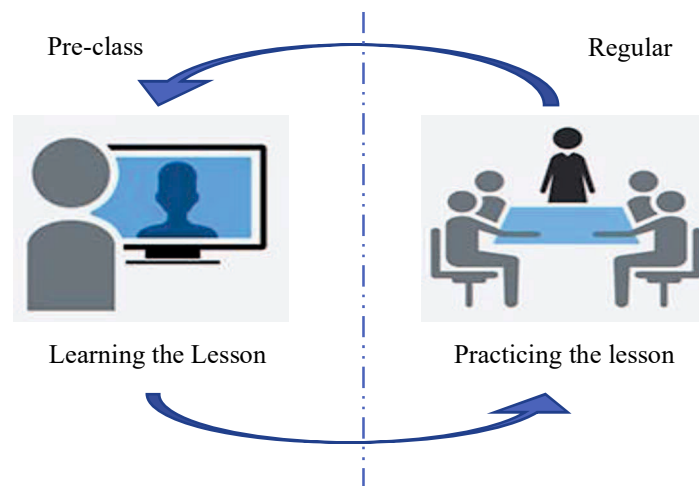 Pre-class
Regular
Learning the Lesson
Practicing the lesson